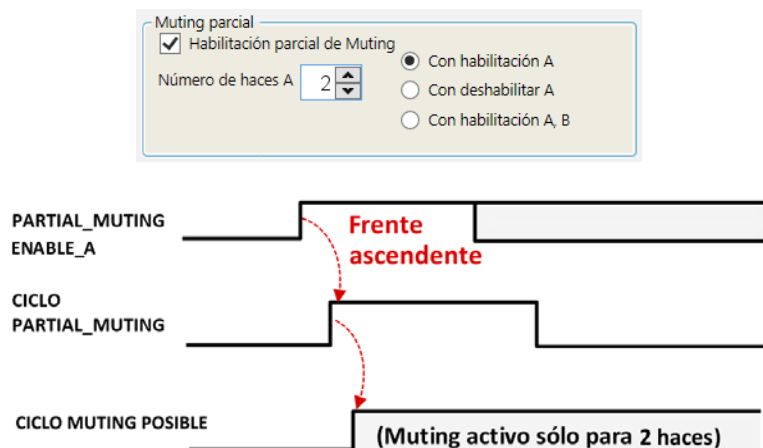 Muting parcial
Habilitación parcial de Muting
Número de haces A 2
Con habilitación A
Con deshabilitar A
Con habilitación A, B
PARTIAL_MUTING
ENABLE_A
Frente
ascendente
CICLO
PARTIAL_MUTING
CICLO MUTING POSIBLE
(Muting activo sólo para 2 haces)